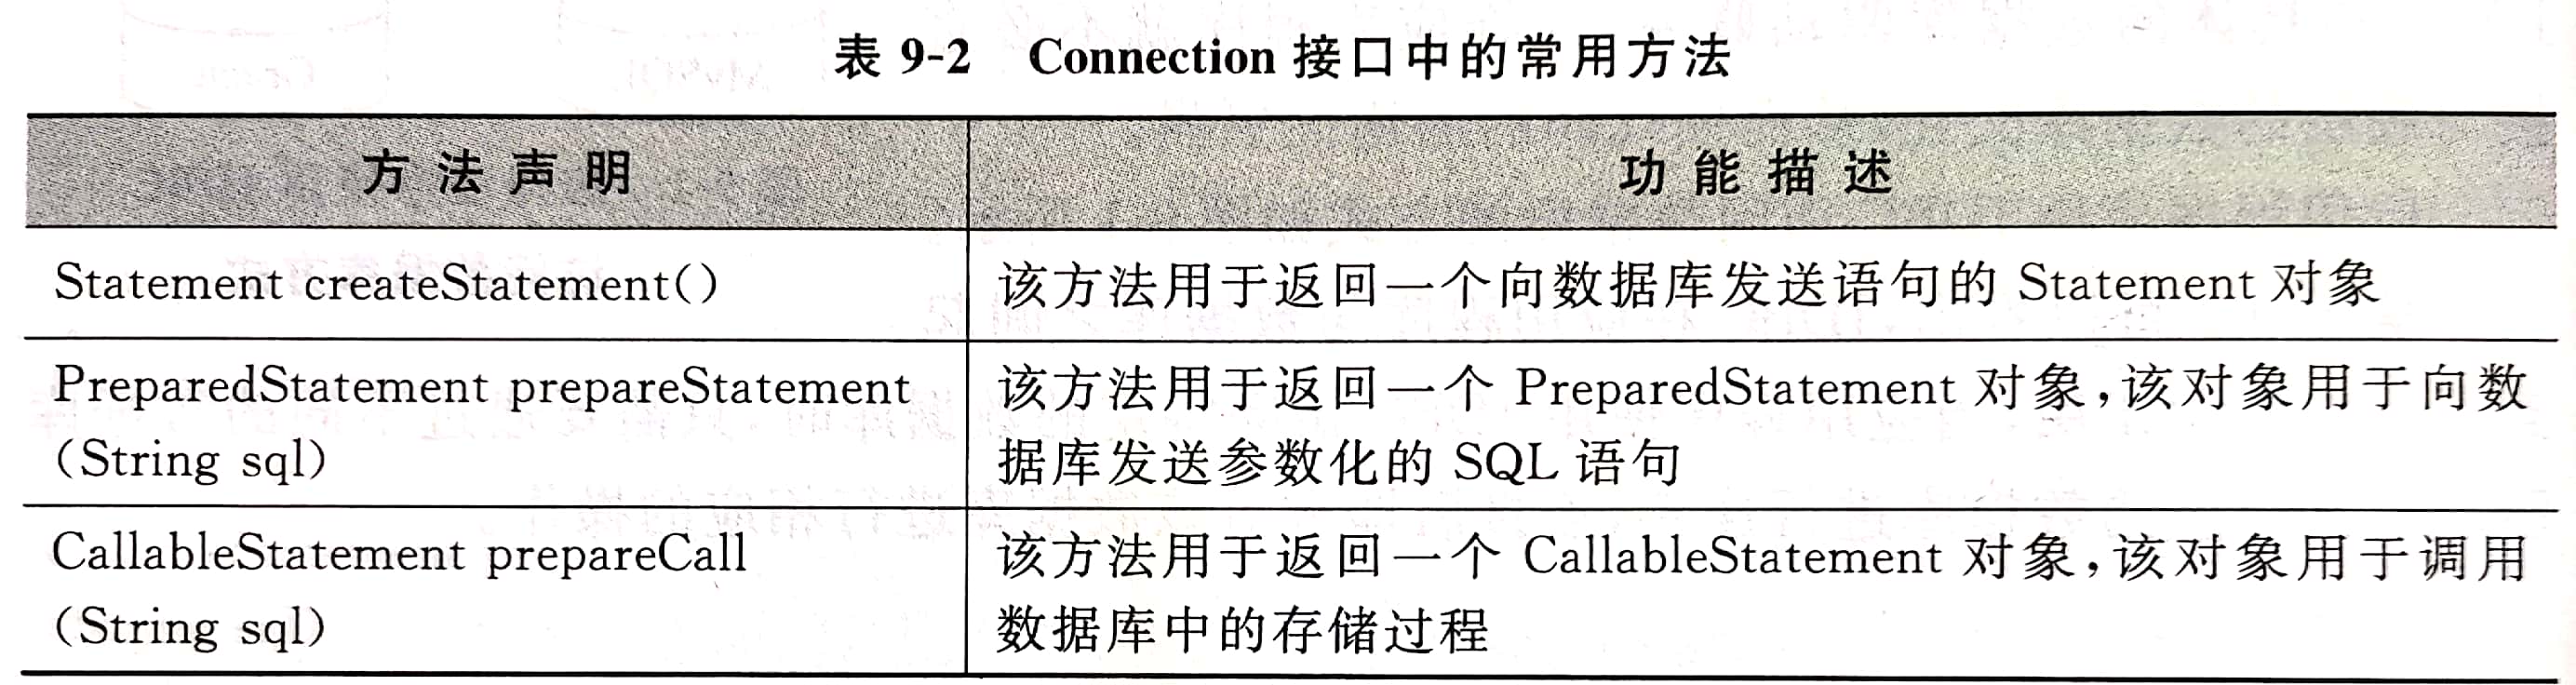 表 9-2 Connection 接口中的常用方法
方法声明
功能描述
Statement createStatement()
该方法用于返回一个向数据库发送语句的 Statement 对象
PreparedStatement prepareStatement
(String sql)
该方法用于返回一个 PreparedStatement 对象,该对象用于向数
据库发送参数化的 SQL 语句
CallableStatement prepareCall
(String sql)
该方法用于返回一个 CallableStatement 对象,该对象用于调用
数据库中的存储过程